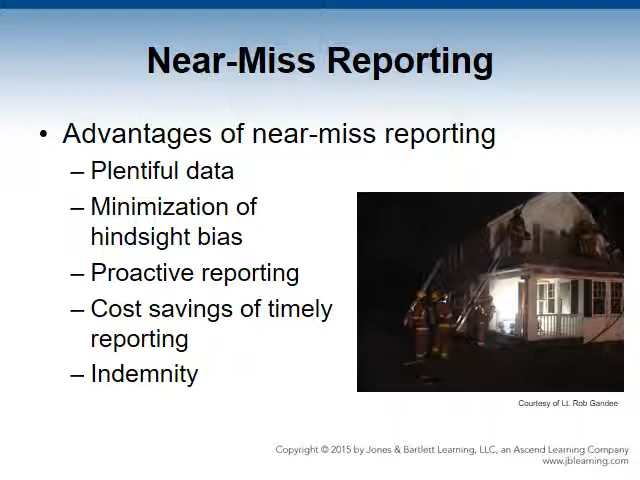 Near-Miss Reporting
• Advantages of near-miss reporting
– Plentiful data
– Minimization of
hindsight bias
– Proactive reporting
– Cost savings of timely
reporting
– Indemnity
Courtesy of Lt. Rob Gandee
Copyright © 2015 by Jones & Bartlett Learning, LLC, an Ascend Learning Company
www.jblearning.com